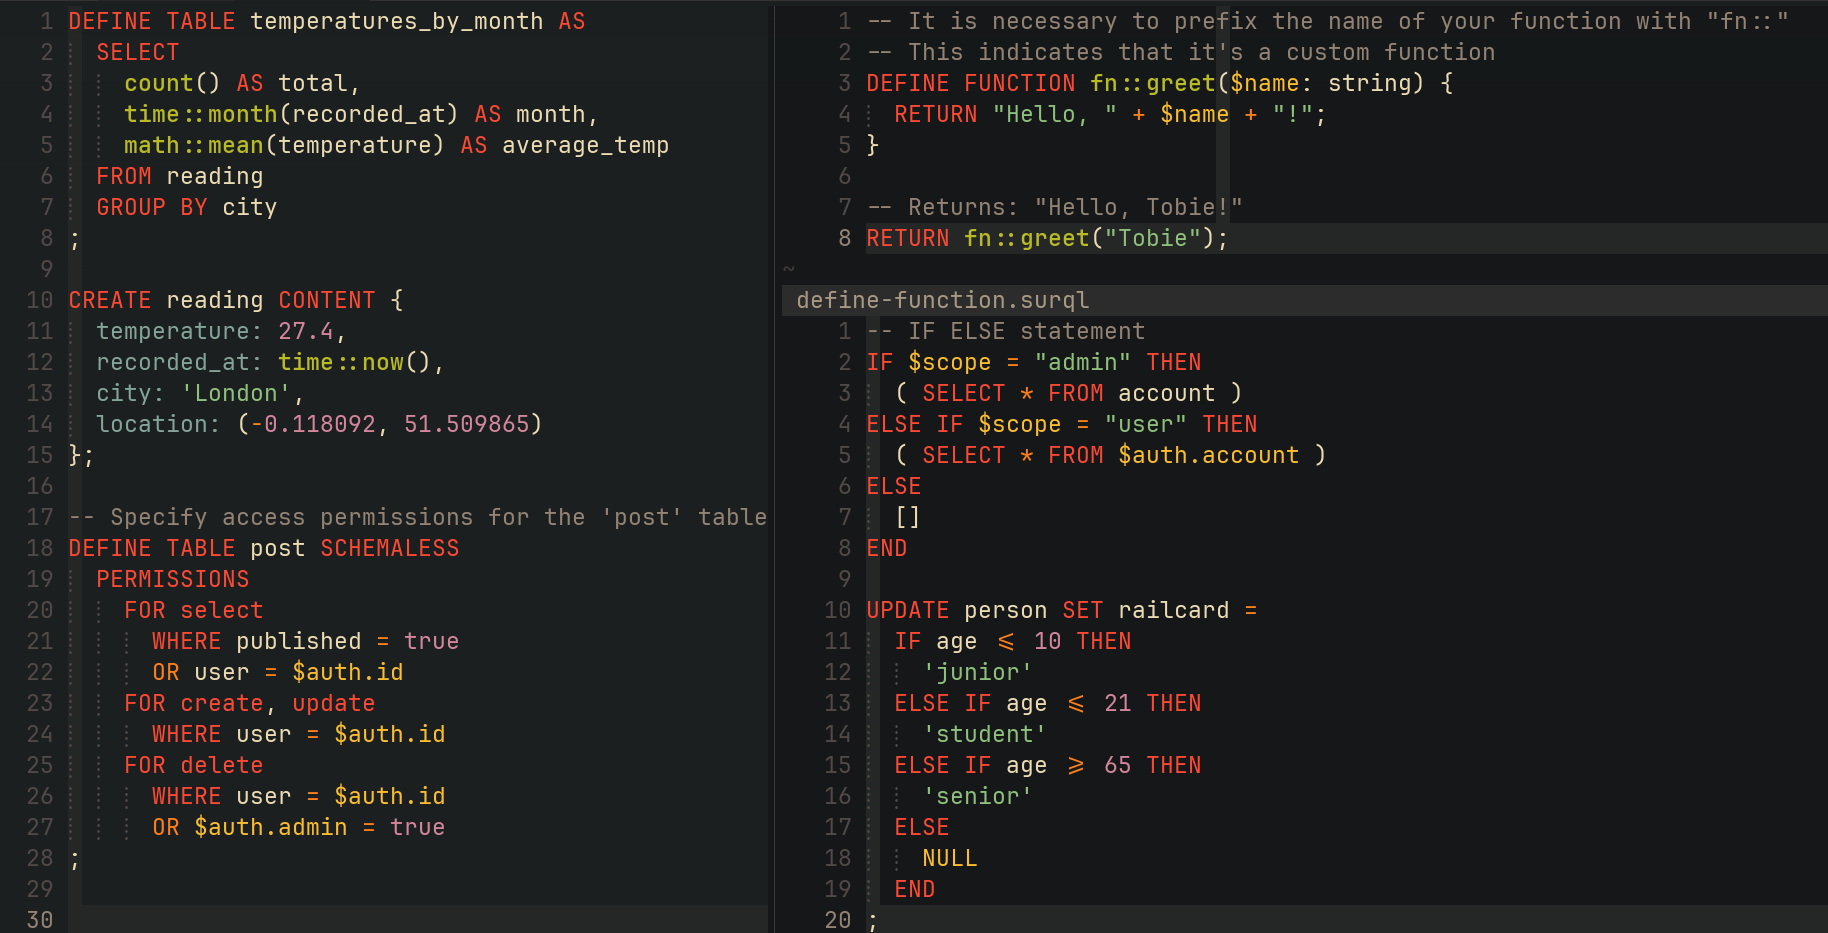 1 DEFINE TABLE temperatures_by_month AS
2   SELECT
3     count() AS total,
4     time::month(recorded_at) AS month,
5     math::mean(temperature) AS average_temp
6   FROM reading
7   GROUP BY city
8 ;
9
10 CREATE reading CONTENT {
11   temperature: 27.4,
12   recorded_at: time::now(),
13   city: 'London',
14   location: (-0.118092, 51.509865)
15 };
16
17 -- Specify access permissions for the 'post' table
18 DEFINE TABLE post SCHEMALESS
19   PERMISSIONS
20     FOR select
21       WHERE published = true
22       OR user = $auth.id
23     FOR create, update
24       WHERE user = $auth.id
25     FOR delete
26       WHERE user = $auth.id
27       OR $auth.admin = true
28 ;
29
30
1 -- It is necessary to prefix the name of your function with "fn::"
2 -- This indicates that it's a custom function
3 DEFINE FUNCTION fn::greet($name: string) {
4   RETURN "Hello, " + $name + "!";
5 }
6
7 -- Returns: "Hello, Tobie!"
8 RETURN fn::greet("Tobie");
~
define-function.surql
1 -- IF ELSE statement
2 IF $scope = "admin" THEN
3   ( SELECT * FROM account )
4 ELSE IF $scope = "user" THEN
5   ( SELECT * FROM $auth.account )
6 ELSE
7   []
8 END
9
10 UPDATE person SET railcard =
11   IF age <= 10 THEN
12     'junior'
13   ELSE IF age <= 21 THEN
14     'student'
15   ELSE IF age >= 65 THEN
16     'senior'
17   ELSE
18     NULL
19   END
20 ;